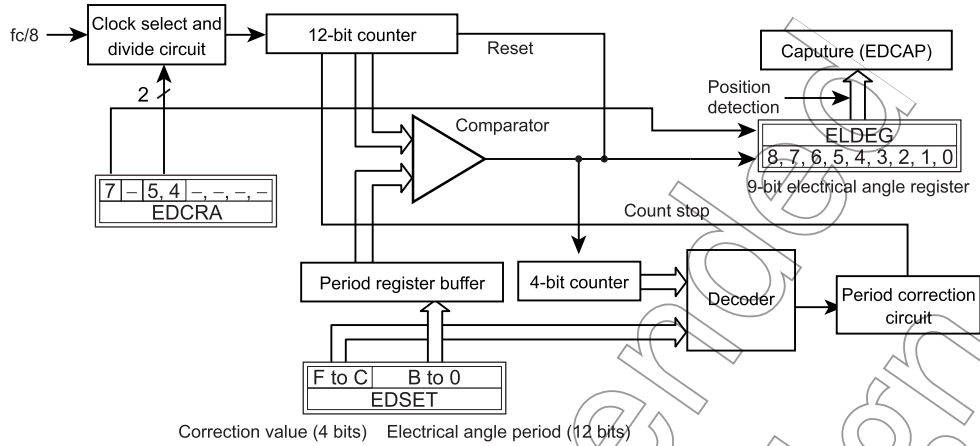 Clock select and
divide circuit
fc/8
12-bit counter
Reset
Caputure (EDCAP)
2
Position
detection
Comparator
ELDEG
8, 7, 6, 5, 4, 3, 2, 1, 0
9-bit electrical angle register
7 – 5, 4 –, –, –, –
EDCRA
Count stop
Period register buffer
4-bit counter
Decoder
Period correction
circuit
F to C B to 0
EDSET
Correction value (4 bits) Electrical angle period (12 bits)